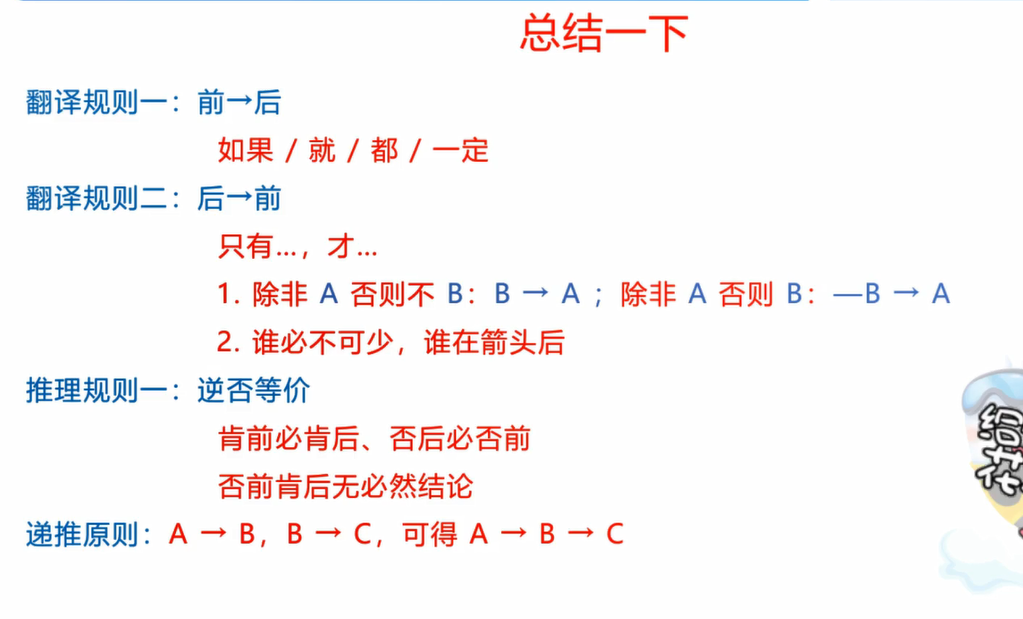 总结一下
翻译规则一：前→后
如果 / 就 / 都 / 一定
翻译规则二：后→前
只有…，才…
1. 除非 A 否则不 B：B → A ；除非 A 否则 B：—B → A
2. 谁必不可少，谁在箭头后
推理规则一：逆否等价
肯前必肯后、否后必否前
否前肯后无必然结论
递推原则：A → B，B → C，可得 A → B → C